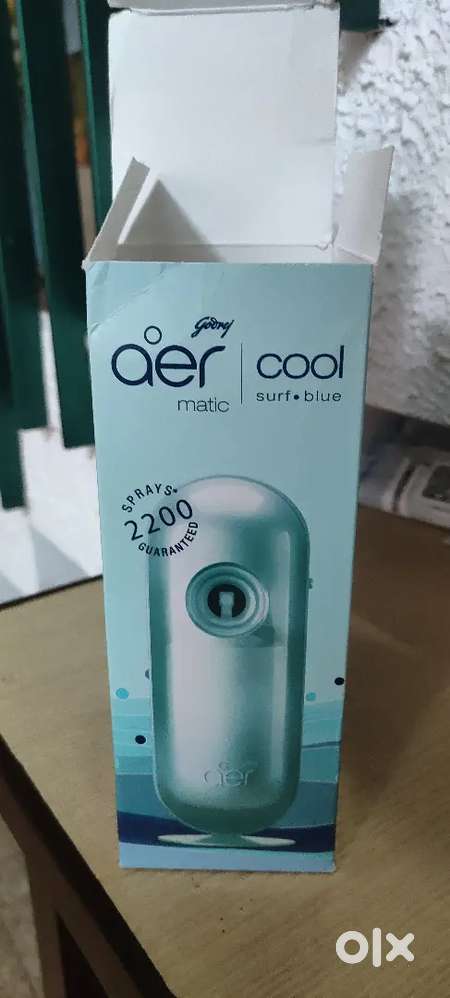 Godrej
aer
matic
cool
surf•blue
SPRAYS*
2200
GUARANTEED
aer
olx